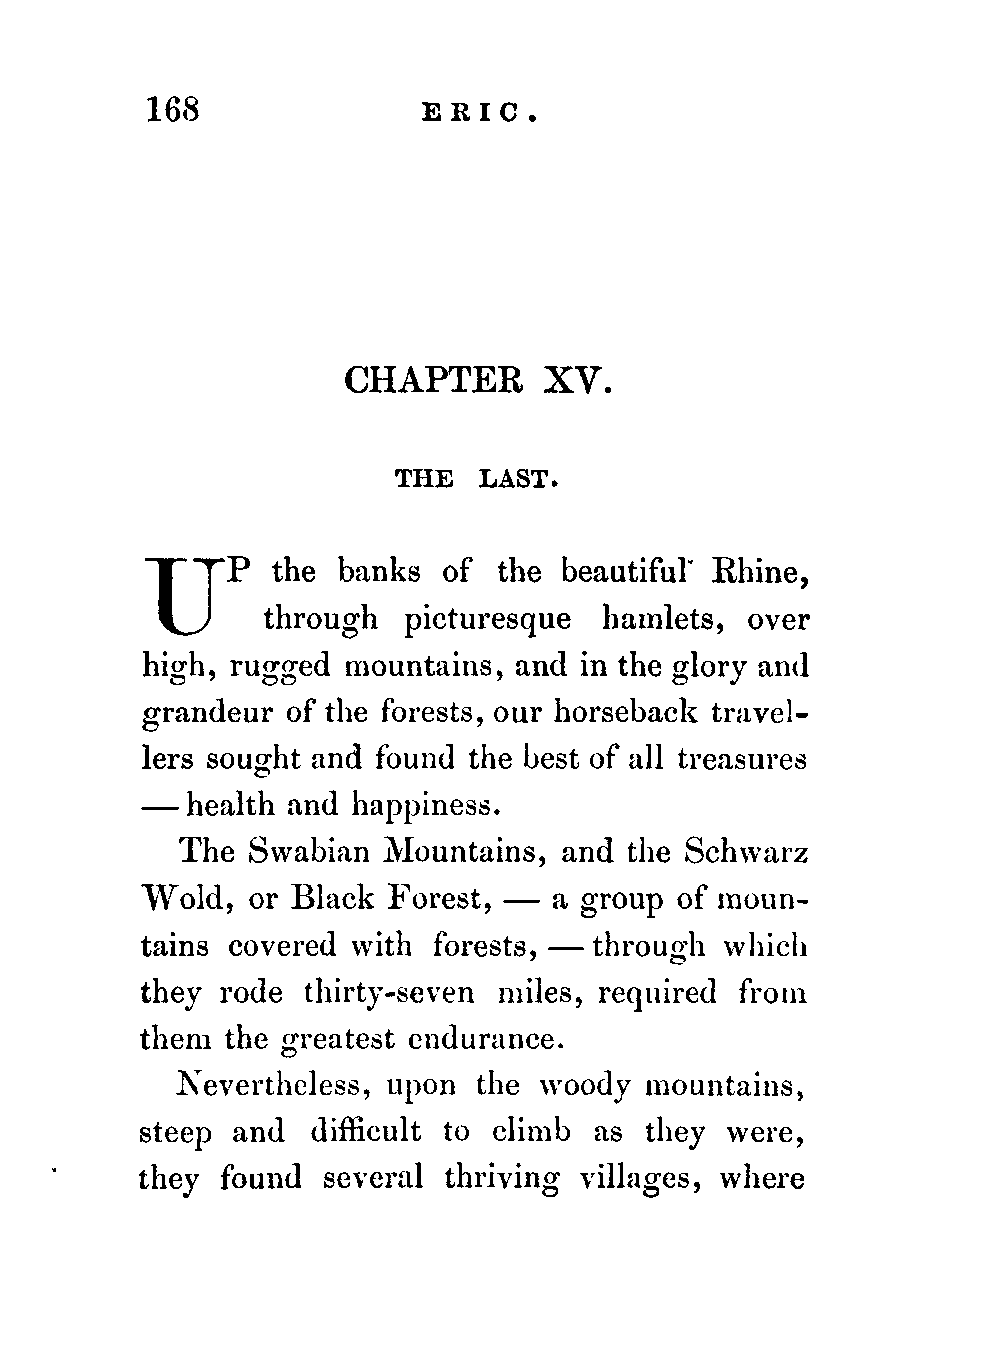 168 ERIC.
CHAPTER XV.
THE LAST.
UP the banks of the beautiful Rhine,
through picturesque hamlets, over
high, rugged mountains, and in the glory and
grandeur of the forests, our horseback travel-
lers sought and found the best of all treasures
— health and happiness.
The Swabian Mountains, and the Schwarz
Wold, or Black Forest, — a group of moun-
tains covered with forests, — through which
they rode thirty-seven miles, required from
them the greatest endurance.
Nevertheless, upon the woody mountains,
steep and difficult to climb as they were,
they found several thriving villages, where